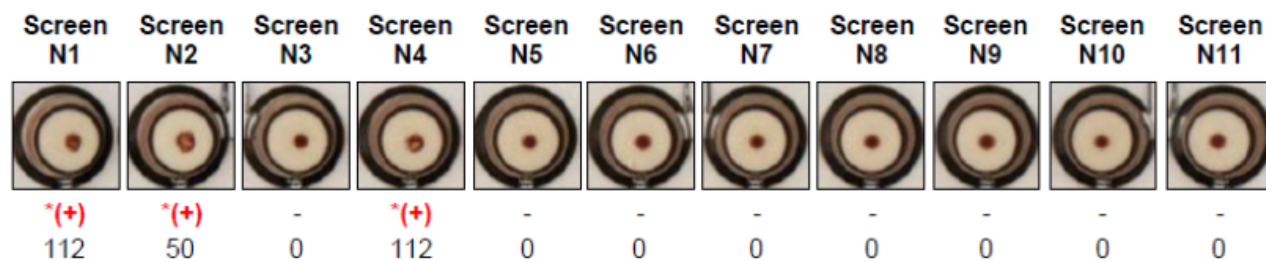 Screen Screen Screen Screen Screen Screen Screen Screen Screen Screen Screen
N1 N2 N3 N4 N5 N6 N7 N8 N9 N10 N11
*(+) *(+) - *(+) - - - - - - -
112 50 0 112 0 0 0 0 0 0 0